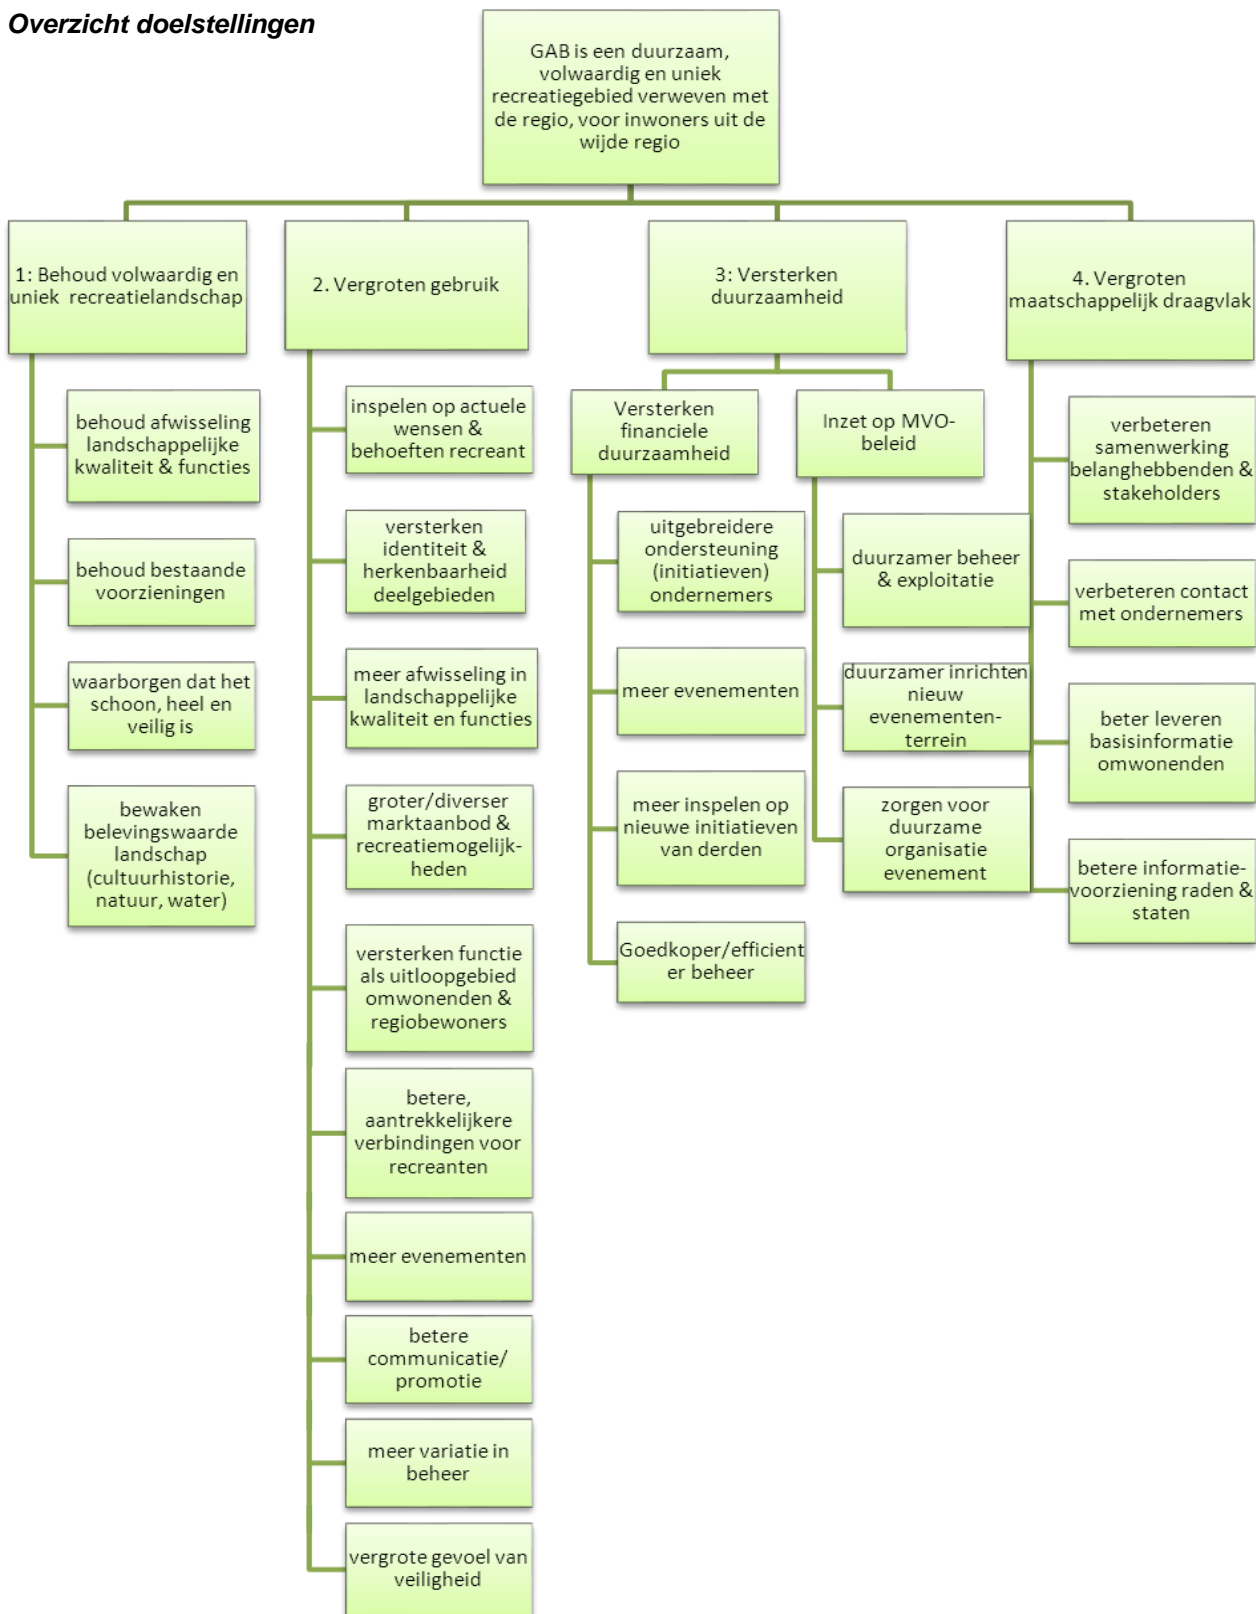 Overzicht doelstellingen
GAB is een duurzaam,
volwaardig en uniek
recreatiegebied verweven met
de regio, voor inwoners uit de
wijde regio
1: Behoud volwaardig en
uniek recreatielandschap
behoud afwisseling
landschappelijke
kwaliteit & functies
behoud bestaande
voorzieningen
waarborgen dat het
schoon, heel en
veilig is
bewaken
belevingswaarde
landschap
(cultuurhistorie,
natuur, water)
2. Vergroten gebruik
inspelen op actuele
wensen &
behoeften recreant
versterken
identiteit &
herkenbaarheid
deelgebieden
meer afwisseling in
landschappelijke
kwaliteit en functies
groter/diverser
marktaanbod &
recreatiemogelijk-
heden
versterken functie
als uitloopgebied
omwonenden &
regiobewoners
betere,
aantrekkelijkere
verbindingen voor
recreanten
meer evenementen
betere
communicatie/
promotie
meer variatie in
beheer
vergrote gevoel van
veiligheid
3: Versterken
duurzaamheid
Versterken
financiele
duurzaamheid
uitgebreidere
ondersteuning
(initiatieven)
ondernemers
meer evenementen
meer inspelen op
nieuwe initiatieven
van derden
Goedkoper/efficient
er beheer
Inzet op MVO-
beleid
duurzamer beheer
& exploitatie
duurzamer inrichten
nieuw
evenementen-
terrein
zorgen voor
duurzame
organisatie
evenement
4. Vergroten
maatschappelijk draagvlak
verbeteren
samenwerking
belanghebbenden &
stakeholders
verbeteren contact
met ondernemers
beter leveren
basisinformatie
omwonenden
betere informatie-
voorziening raden &
staten